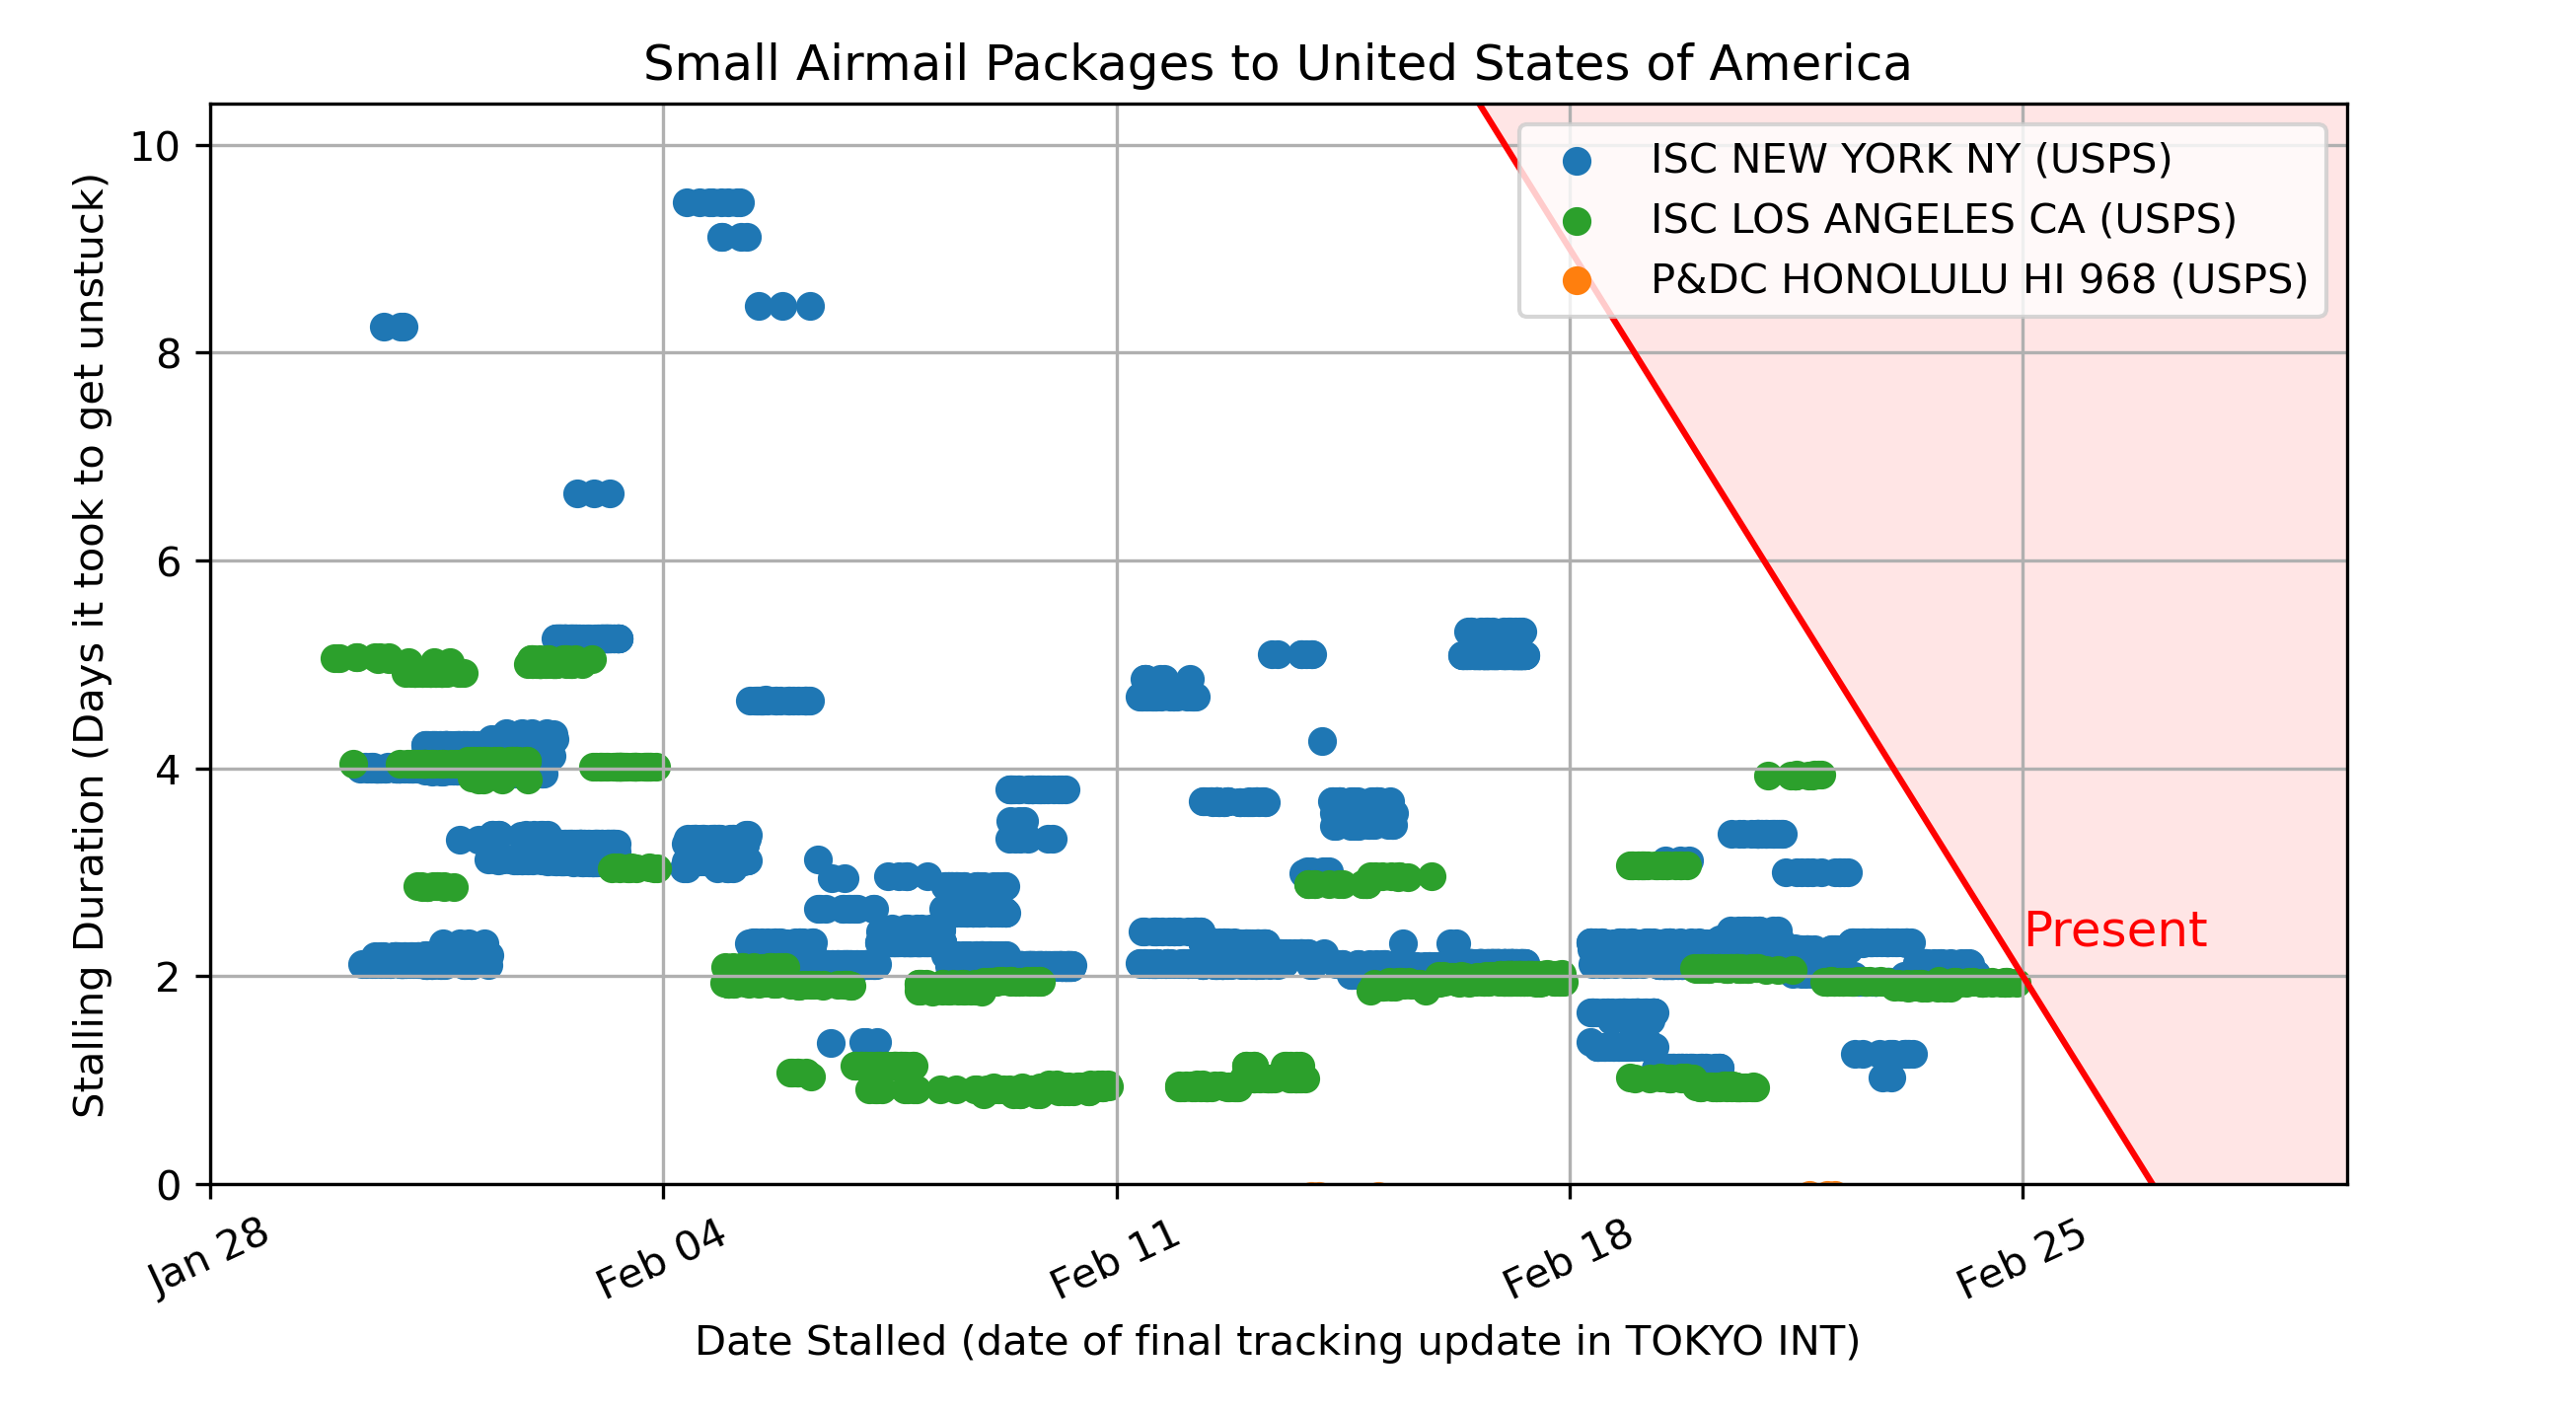 Small Airmail Packages to United States of America
Stalling Duration (Days it took to get unstuck)
10
8
6
4
2
0
ISC NEW YORK NY (USPS)
ISC LOS ANGELES CA (USPS)
P&DC HONOLULU HI 968 (USPS)
Present
Jan 28
Feb 04
Feb 11
Feb 18
Feb 25
Date Stalled (date of final tracking update in TOKYO INT)